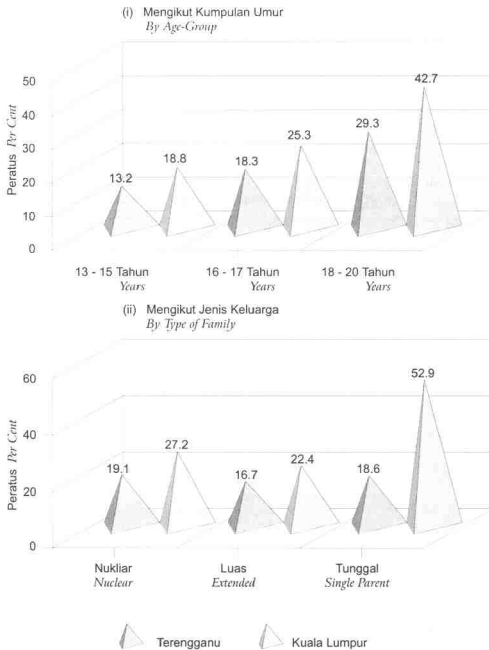 (i) Mengikut Kumpulan Umur
By Age-Group
Peratus Per Cent
50
40
30
20
10
0
13.2
18.8
18.3
25.3
29.3
42.7
13 - 15 Tahun
Years
16 - 17 Tahun
Years
18 - 20 Tahun
Years
(ii) Mengikut Jenis Keluarga
By Type of Family
Peratus Per Cent
60
40
20
0
19.1
27.2
16.7
22.4
18.6
52.9
Nukliar
Nuclear
Luas
Extended
Tunggal
Single Parent
Terengganu
Kuala Lumpur